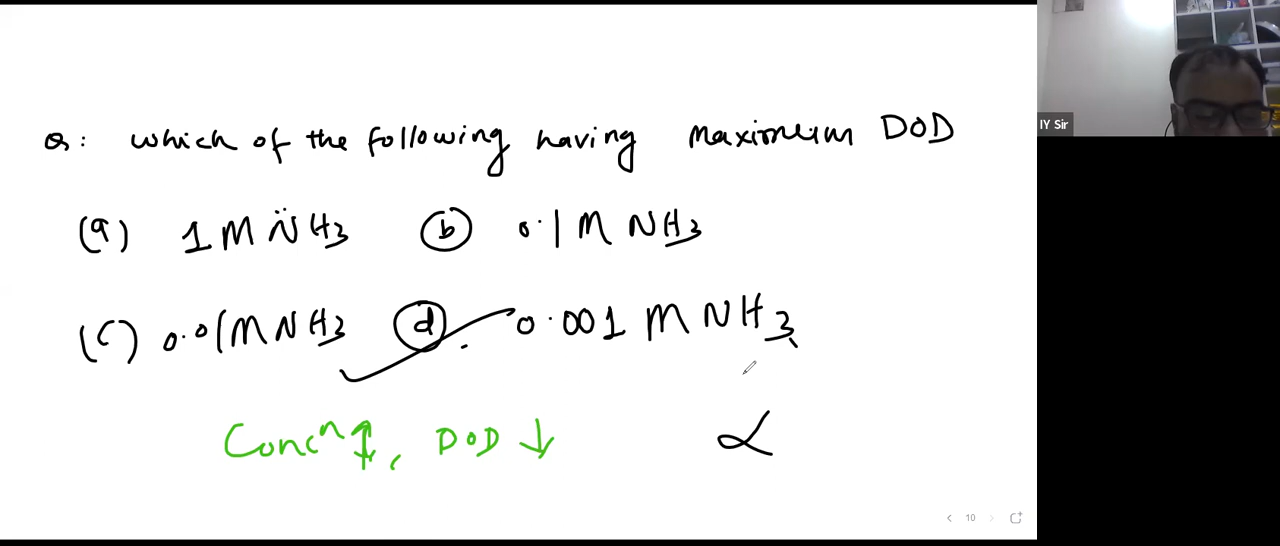 Q: which of the following having maximum DOD
(a) 1 M N̈H3 (b) 0.1 M NH3
(c) 0.01 M NH3 (d) 0.001 M NH3
Concⁿ ↑, DOD ↓ α
IY Sir
10